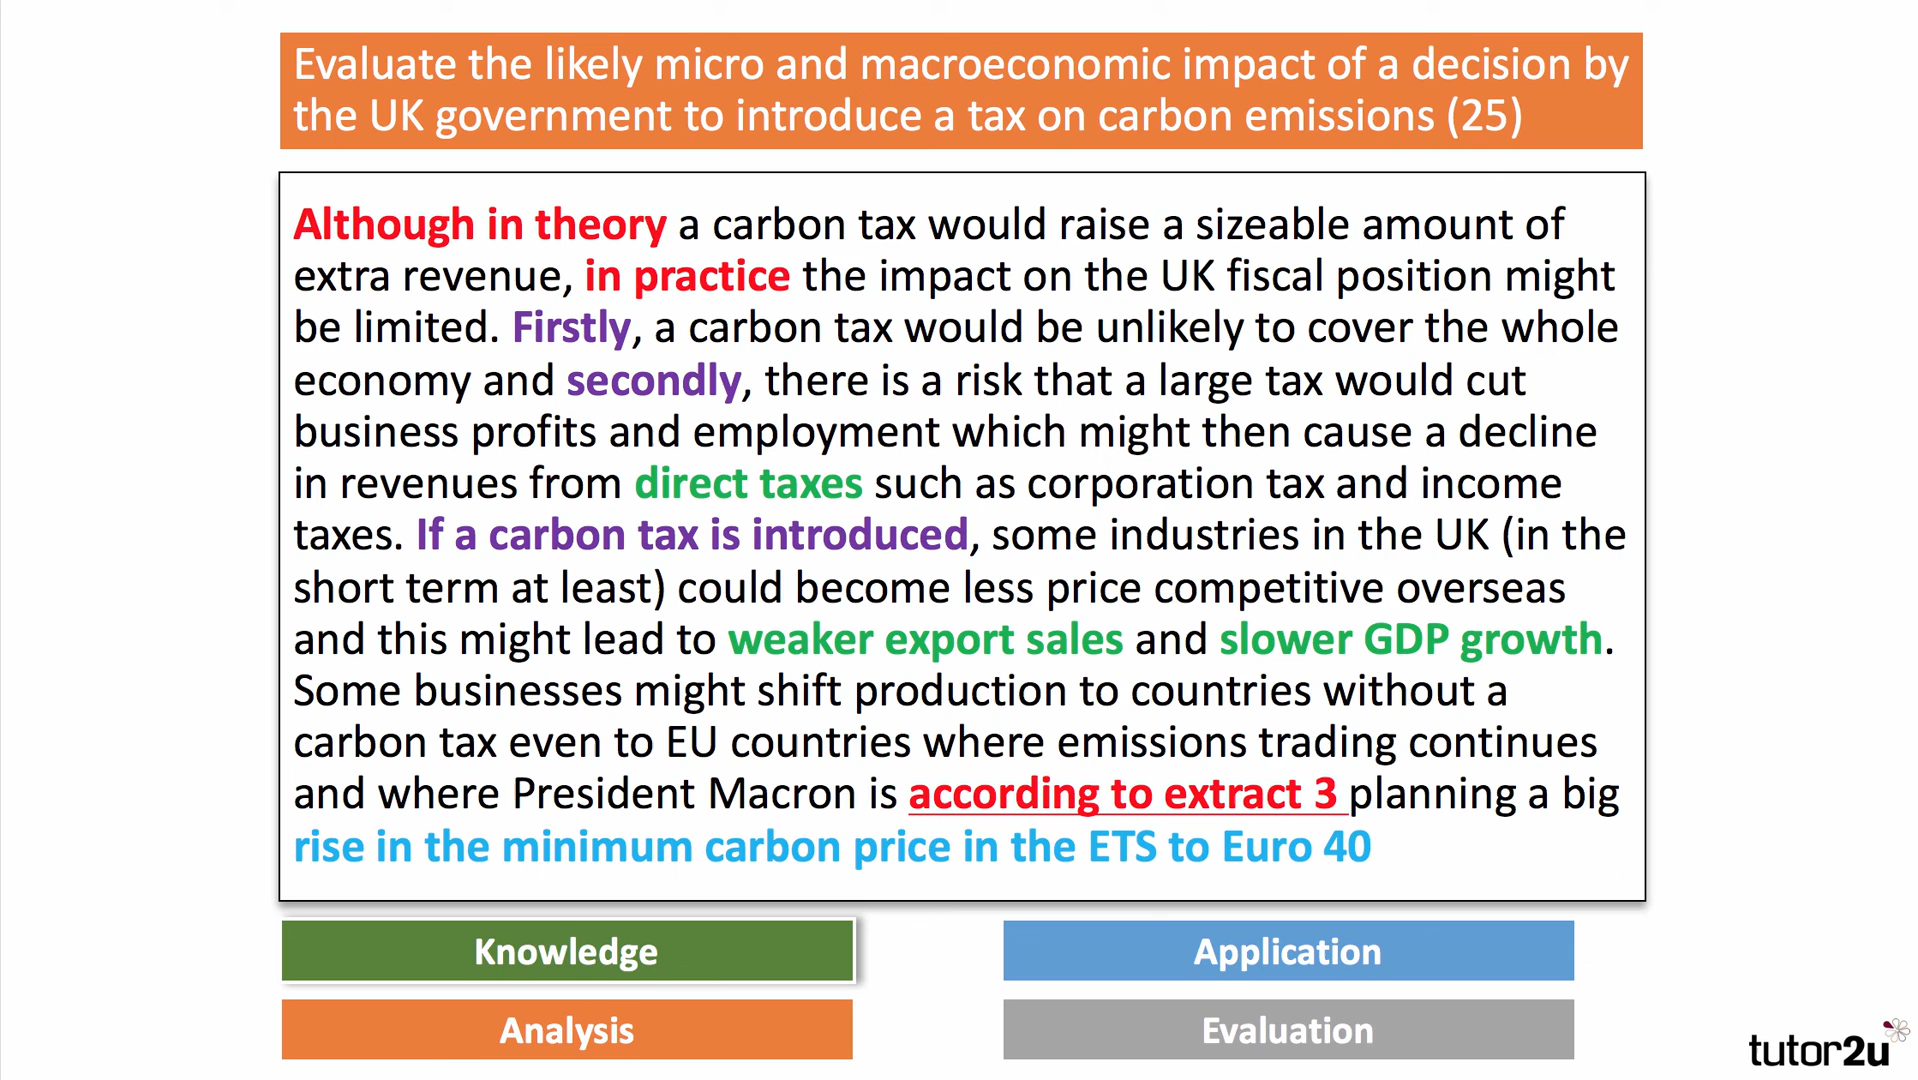 Evaluate the likely micro and macroeconomic impact of a decision by
the UK government to introduce a tax on carbon emissions (25)
Although in theory a carbon tax would raise a sizeable amount of
extra revenue, in practice the impact on the UK fiscal position might
be limited. Firstly, a carbon tax would be unlikely to cover the whole
economy and secondly, there is a risk that a large tax would cut
business profits and employment which might then cause a decline
in revenues from direct taxes such as corporation tax and income
taxes. If a carbon tax is introduced, some industries in the UK (in the
short term at least) could become less price competitive overseas
and this might lead to weaker export sales and slower GDP growth.
Some businesses might shift production to countries without a
carbon tax even to EU countries where emissions trading continues
and where President Macron is according to extract 3 planning a big
rise in the minimum carbon price in the ETS to Euro 40
Knowledge
Application
Analysis
Evaluation
tutor2u